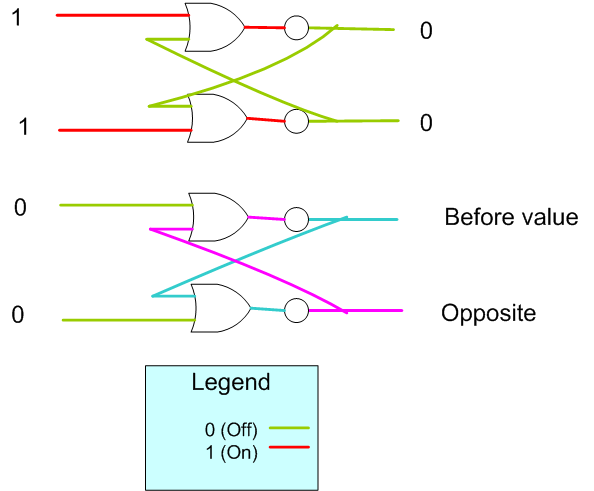 1
0
1
0
0
Before value
0
Opposite
Legend
0 (Off)
1 (On)